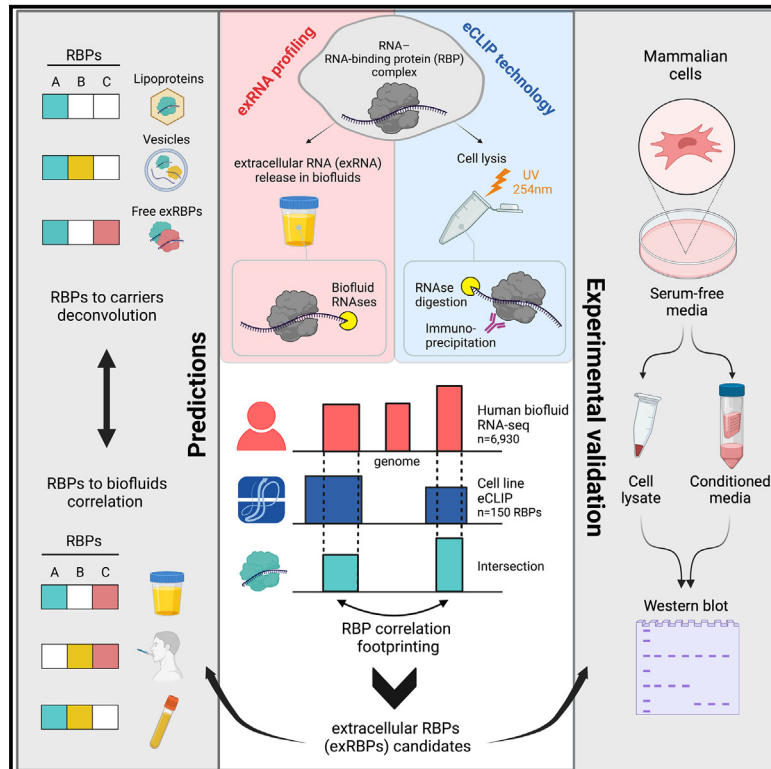 RBPs
A B C
Lipoproteins
Vesicles
Free exRBPs
RBPs to carriers
deconvolution
RBPs to biofluids
correlation
RBPs
A B C
Predictions
exRNA profiling
eCLIP technology
RNA–
RNA-binding protein (RBP)
complex
extracellular RNA (exRNA)
release in biofluids
Cell lysis
UV
254nm
Biofluid
RNAses
RNAse
digestion
Immuno-
precipitation
Human biofluid
RNA-seq
n=6,930
genome
Cell line
eCLIP
n=150 RBPs
Intersection
RBP correlation
footprinting
extracellular RBPs
(exRBPs) candidates
Experimental validation
Mammalian
cells
Serum-free
media
Cell
lysate
Conditioned
media
Western blot